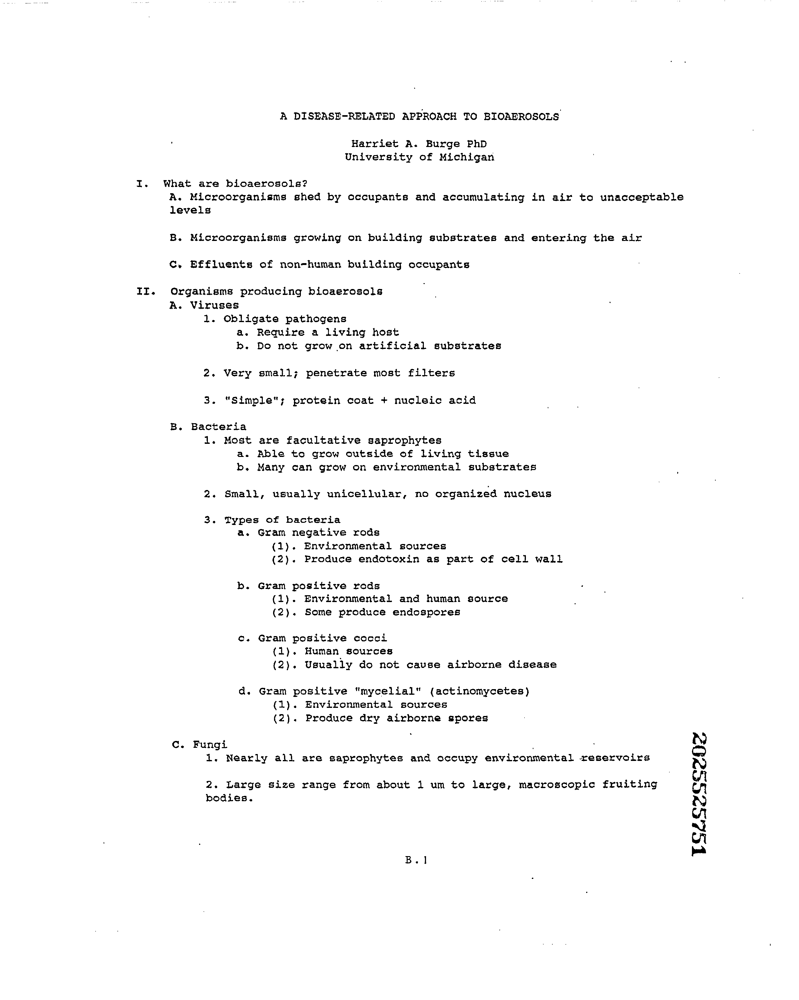 A DISEASE-RELATED APPROACH TO BIOAEROSOLS
Harriet A. Burge PhD
University of Michigan
I. What are bioaerosols?
A. Microorganisms shed by occupants and accumulating in air to unacceptable
levels
B. Microorganisms growing on building substrates and entering the air
C. Effluents of non-human building occupants
II. Organisms producing bioaerosols
A. Viruses
1. Obligate pathogens
a. Require a living host
b. Do not grow on artificial substrates
2. Very small; penetrate most filters
3. "Simple"; protein coat + nucleic acid
B. Bacteria
1. Most are facultative saprophytes
a. Able to grow outside of living tissue
b. Many can grow on environmental substrates
2. Small, usually unicellular, no organized nucleus
3. Types of bacteria
a. Gram negative rods
(1). Environmental sources
(2). Produce endotoxin as part of cell wall
b. Gram positive rods
(1). Environmental and human source
(2). Some produce endospores
c. Gram positive cocci
(1). Human sources
(2). Usually do not cause airborne disease
d. Gram positive "mycelial" (actinomycetes)
(1). Environmental sources
(2). Produce dry airborne spores
C. Fungi
1. Nearly all are saprophytes and occupy environmental reservoirs
2. Large size range from about 1 um to large, macroscopic fruiting
bodies.
B.1
2025525751